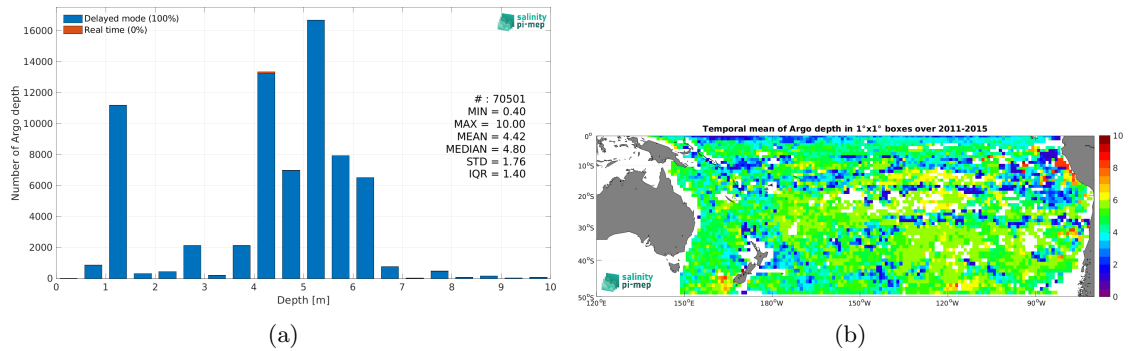 Delayed mode (100%)
Real time (0%)
salinity
pi-mep
16000
14000
12000
10000
8000
6000
4000
2000
0
Number of Argo depth
# : 70501
MIN = 0.40
MAX = 10.00
MEAN = 4.42
MEDIAN = 4.80
STD = 1.76
IQR = 1.40
0 1 2 3 4 5 6 7 8 9 10
Depth [m]
(a)
Temporal mean of Argo depth in 1°x1° boxes over 2011-2015
0°
10°S
20°S
30°S
40°S
50°S
120°E 150°E 180°W 150°W 120°W 90°W
10
8
6
4
2
0
salinity
pi-mep
(b)